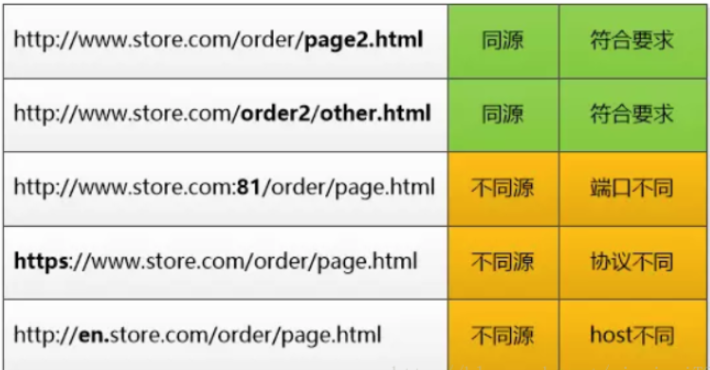 http://www.store.com/order/page2.html 同源 符合要求
http://www.store.com/order2/other.html 同源 符合要求
http://www.store.com:81/order/page.html 不同源 端口不同
https://www.store.com/order/page.html 不同源 协议不同
http://en.store.com/order/page.html 不同源 host不同